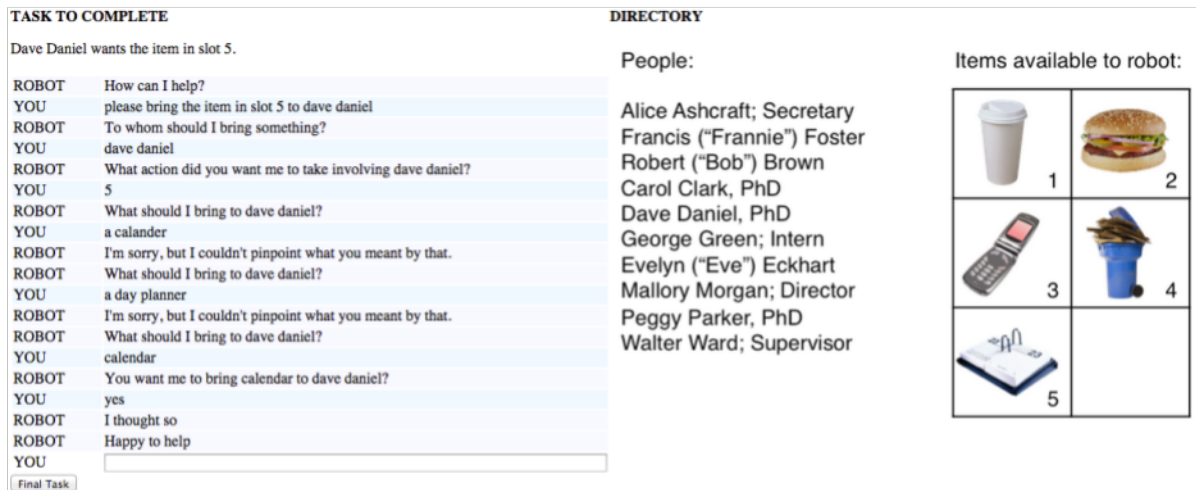 TASK TO COMPLETE
Dave Daniel wants the item in slot 5.
ROBOT How can I help?
YOU please bring the item in slot 5 to dave daniel
ROBOT To whom should I bring something?
YOU dave daniel
ROBOT What action did you want me to take involving dave daniel?
YOU 5
ROBOT What should I bring to dave daniel?
YOU a calander
ROBOT I'm sorry, but I couldn't pinpoint what you meant by that.
ROBOT What should I bring to dave daniel?
YOU a day planner
ROBOT I'm sorry, but I couldn't pinpoint what you meant by that.
ROBOT What should I bring to dave daniel?
YOU calendar
ROBOT You want me to bring calendar to dave daniel?
YOU yes
ROBOT I thought so
ROBOT Happy to help
YOU
Final Task
DIRECTORY
People:
Alice Ashcraft; Secretary
Francis (“Frannie”) Foster
Robert (“Bob”) Brown
Carol Clark, PhD
Dave Daniel, PhD
George Green; Intern
Evelyn (“Eve”) Eckhart
Mallory Morgan; Director
Peggy Parker, PhD
Walter Ward; Supervisor
Items available to robot:
1 2
3 4
23
5